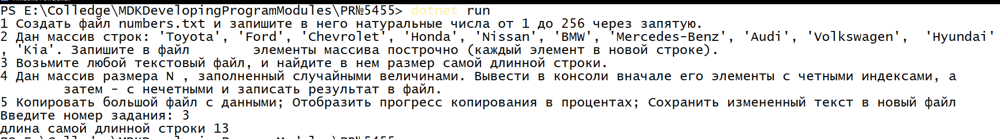 PS E:\Colledge\MDKDevelopingProgramModules\PR№5455> dotnet run
1 Создать файл numbers.txt и запишите в него натуральные числа от 1 до 256 через запятую.
2 Дан массив строк: 'Toyota', 'Ford', 'Chevrolet', 'Honda', 'Nissan', 'BMW', 'Mercedes-Benz', 'Audi', 'Volkswagen',  'Hyundai'
, 'Kia'. Запишите в файл        элементы массива построчно (каждый элемент в новой строке).
3 Возьмите любой текстовый файл, и найдите в нем размер самой длинной строки.
4 Дан массив размера N , заполненный случайными величинами. Вывести в консоли вначале его элементы с четными индексами, а
        затем - с нечетными и записать результат в файл.
5 Копировать большой файл с данными; Отобразить прогресс копирования в процентах; Сохранить измененный текст в новый файл
Введите номер задания: 3
длина самой длинной строки 13
PS E:\Colledge\MDKDevelopingProgramModules\PR№5455